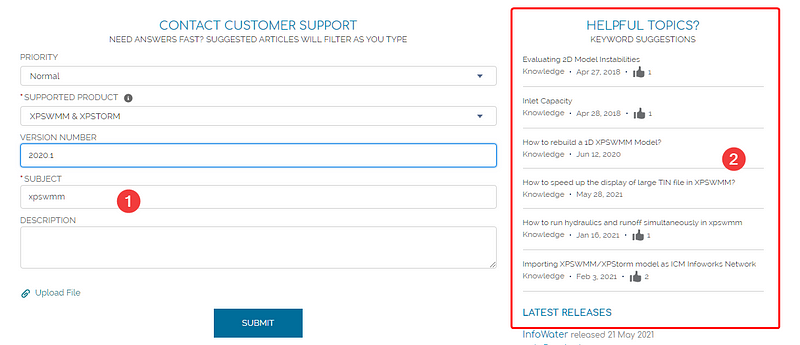 CONTACT CUSTOMER SUPPORT
NEED ANSWERS FAST? SUGGESTED ARTICLES WILL FILTER AS YOU TYPE
PRIORITY
Normal
* SUPPORTED PRODUCT
XPSWMM & XPSTORM
VERSION NUMBER
2020.1
* SUBJECT
xpswmm
1
DESCRIPTION
Upload File
SUBMIT
HELPFUL TOPICS?
KEYWORD SUGGESTIONS
Evaluating 2D Model Instabilities
Knowledge • Apr 27, 2018 • 1
Inlet Capacity
Knowledge • Apr 28, 2018 • 1
How to rebuild a 1D XPSWMM Model?
Knowledge • Jun 12, 2020
2
How to speed up the display of large TIN file in XPSWMM?
Knowledge • May 28, 2021
How to run hydraulics and runoff simultaneously in xpswmm
Knowledge • Jan 16, 2021 • 1
Importing XPSWMM/XPStorm model as ICM Infoworks Network
Knowledge • Feb 3, 2021 • 2
LATEST RELEASES
InfoWater released 21 May 2021